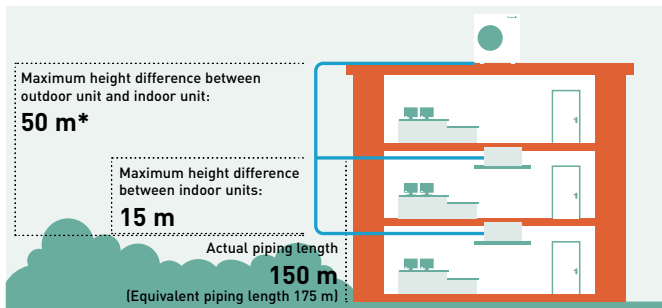 Maximum height difference between
outdoor unit and indoor unit:
50 m*
Maximum height difference
between indoor units:
15 m
Actual piping length
150 m
(Equivalent piping length 175 m)